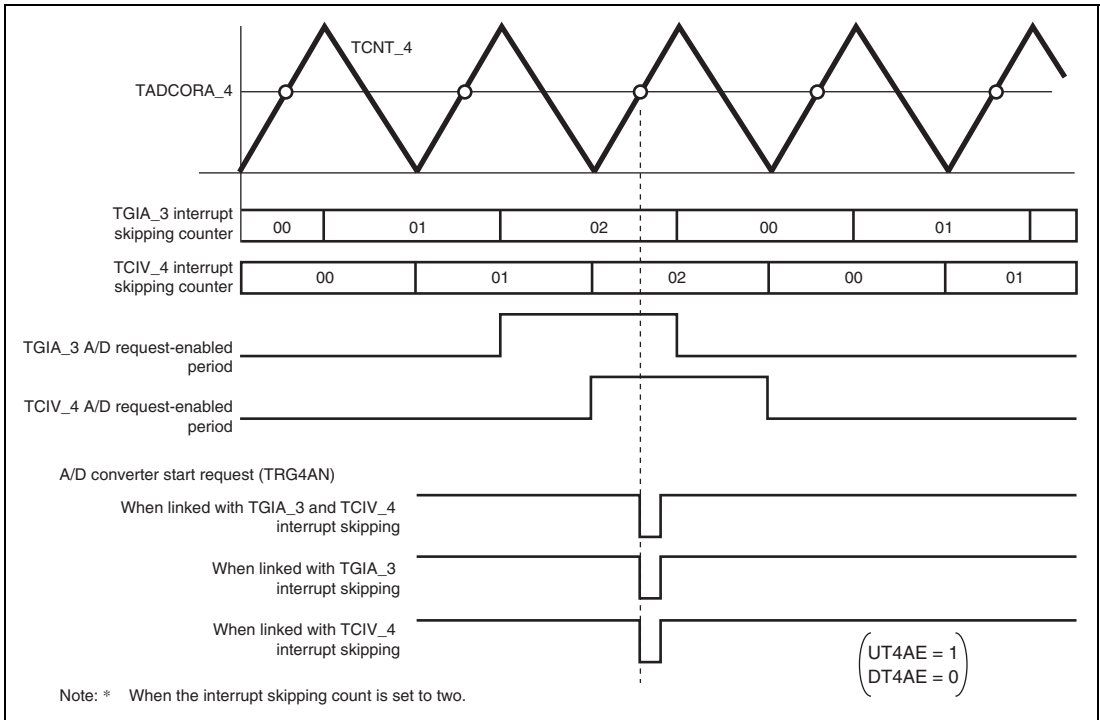 TCNT_4
TADCORA_4
TGIA_3 interrupt
skipping counter
00
01
02
00
01
TCIV_4 interrupt
skipping counter
00
01
02
00
01
TGIA_3 A/D request-enabled
period
TCIV_4 A/D request-enabled
period
A/D converter start request (TRG4AN)
When linked with TGIA_3 and TCIV_4
interrupt skipping
When linked with TGIA_3
interrupt skipping
When linked with TCIV_4
interrupt skipping
UT4AE = 1
DT4AE = 0
Note: * When the interrupt skipping count is set to two.